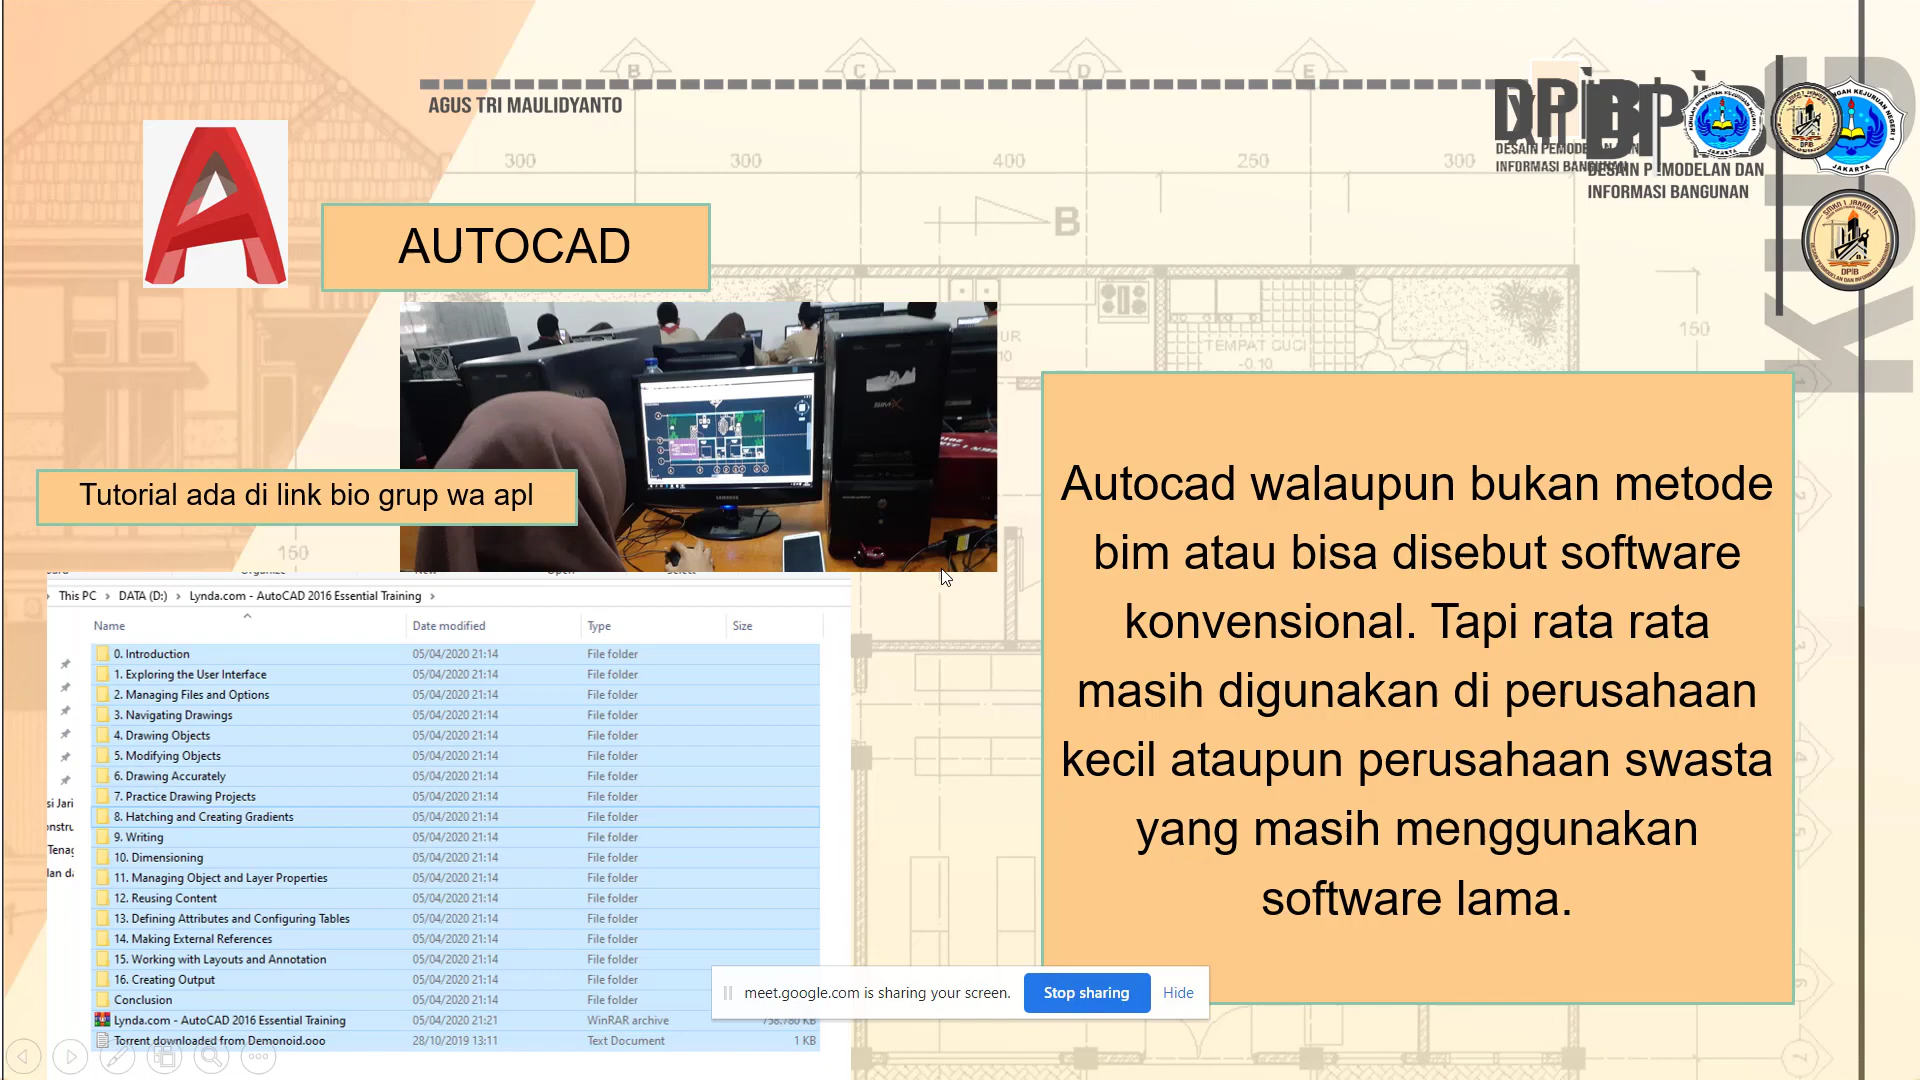 B C D E
AGUS TRI MAULIDYANTO
300 300 400 250 300
DESAIN PEMODELAN DAN
INFORMASI BANGUNAN
B
AUTOCAD
TEMPAT CUCI
-0.10
150
Tutorial ada di link bio grup wa apl
150
Autocad walaupun bukan metode
bim atau bisa disebut software
konvensional. Tapi rata rata
masih digunakan di perusahaan
kecil ataupun perusahaan swasta
yang masih menggunakan
software lama.
This PC > DATA (D:) > Lynda.com - AutoCAD 2016 Essential Training >
Name Date modified Type Size
0. Introduction 05/04/2020 21:14 File folder
1. Exploring the User Interface 05/04/2020 21:14 File folder
2. Managing Files and Options 05/04/2020 21:14 File folder
3. Navigating Drawings 05/04/2020 21:14 File folder
4. Drawing Objects 05/04/2020 21:14 File folder
5. Modifying Objects 05/04/2020 21:14 File folder
6. Drawing Accurately 05/04/2020 21:14 File folder
7. Practice Drawing Projects 05/04/2020 21:14 File folder
8. Hatching and Creating Gradients 05/04/2020 21:14 File folder
9. Writing 05/04/2020 21:14 File folder
10. Dimensioning 05/04/2020 21:14 File folder
11. Managing Object and Layer Properties 05/04/2020 21:14 File folder
12. Reusing Content 05/04/2020 21:14 File folder
13. Defining Attributes and Configuring Tables 05/04/2020 21:14 File folder
14. Making External References 05/04/2020 21:14 File folder
15. Working with Layouts and Annotation 05/04/2020 21:14 File folder
16. Creating Output 05/04/2020 21:14 File folder
Conclusion 05/04/2020 21:14 File folder
Lynda.com - AutoCAD 2016 Essential Training 05/04/2020 21:21 WinRAR archive
Torrent downloaded from Demonoid.ooo 28/10/2019 13:11 Text Document 1 KB
meet.google.com is sharing your screen. Stop sharing Hide